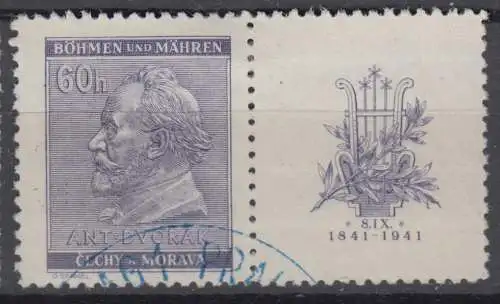 BÖHMEN UND MÄHREN
60h
ANT·DVOŘÁK
ČECHY A MORAVA
* 8.IX. *
1841-1941